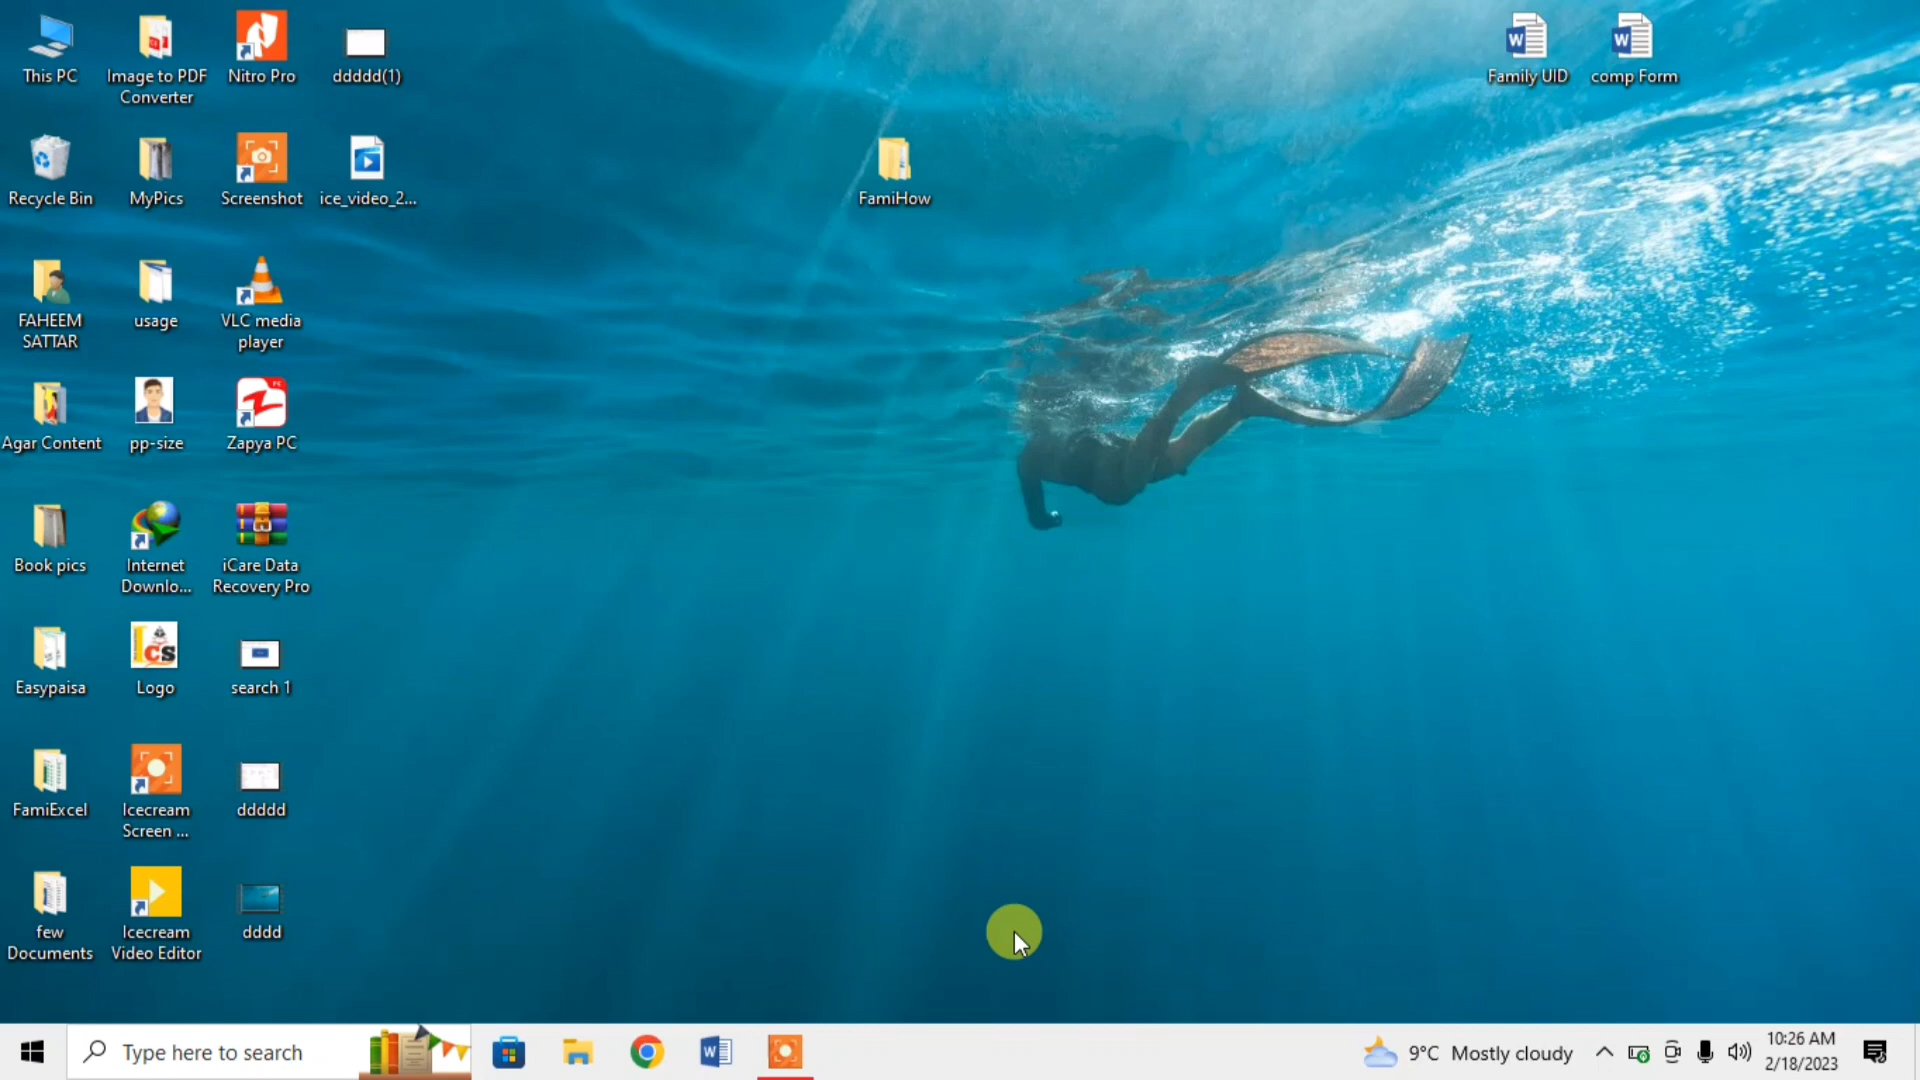 This PC
Image to PDF
Converter
Nitro Pro
ddddd(1)
Family UID
comp Form
Recycle Bin
MyPics
Screenshot
ice_video_2...
FamiHow
FAHEEM
SATTAR
usage
VLC media
player
Agar Content
pp-size
Zapya PC
Book pics
Internet
Downlo...
iCare Data
Recovery Pro
Easypaisa
Logo
search 1
FamiExcel
Icecream
Screen ...
ddddd
few
Documents
Icecream
Video Editor
dddd
Type here to search
9°C Mostly cloudy
10:26 AM
2/18/2023